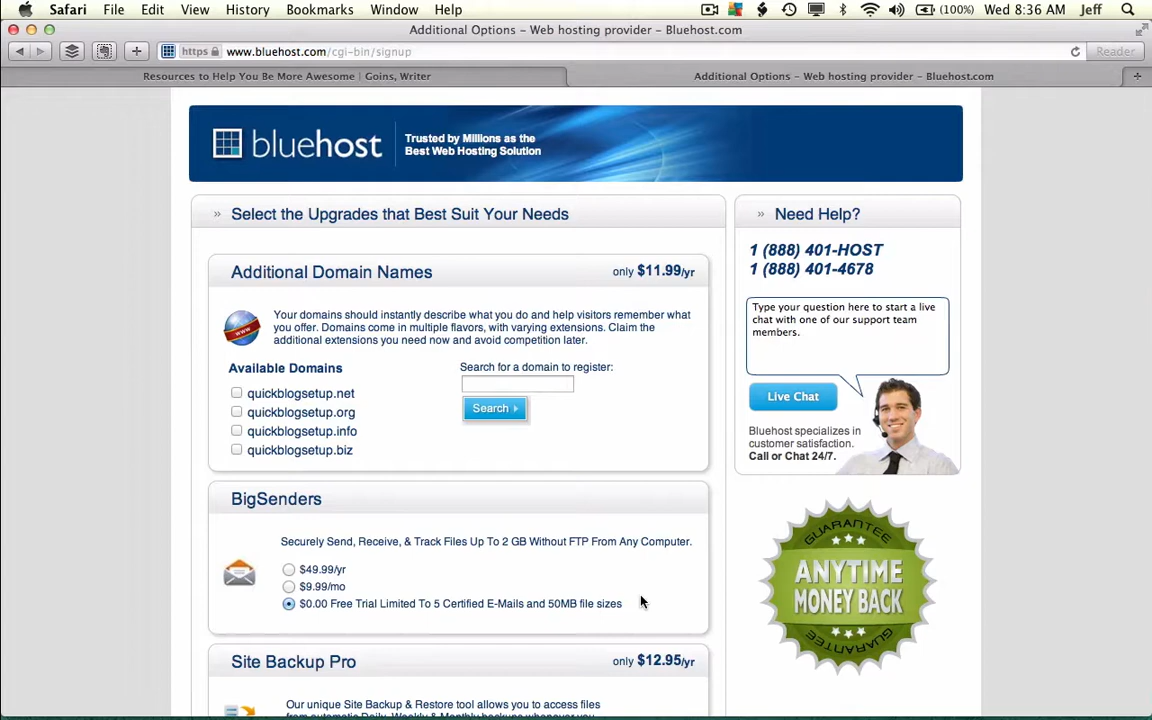 Safari File Edit View History Bookmarks Window Help (100%) Wed 8:36 AM Jeff
Additional Options – Web hosting provider – Bluehost.com
https www.bluehost.com/cgi-bin/signup Reader
Resources to Help You Be More Awesome | Goins, Writer Additional Options – Web hosting provider – Bluehost.com
bluehost
Trusted by Millions as the
Best Web Hosting Solution
» Select the Upgrades that Best Suit Your Needs
Additional Domain Names only $11.99/yr
Your domains should instantly describe what you do and help visitors remember what
you offer. Domains come in multiple flavors, with varying extensions. Claim the
additional extensions you need now and avoid competition later.
WWW
Available Domains
quickblogsetup.net
quickblogsetup.org
quickblogsetup.info
quickblogsetup.biz
Search for a domain to register:
Search
BigSenders
Securely Send, Receive, & Track Files Up To 2 GB Without FTP From Any Computer.
$49.99/yr
$9.99/mo
$0.00 Free Trial Limited To 5 Certified E-Mails and 50MB file sizes
Site Backup Pro only $12.95/yr
Our unique Site Backup & Restore tool allows you to access files
from automatic Daily, Weekly & Monthly backups whenever you
» Need Help?
1 (888) 401-HOST
1 (888) 401-4678
Type your question here to start a live
chat with one of our support team
members.
Live Chat
Bluehost specializes in
customer satisfaction.
Call or Chat 24/7.
GUARANTEE
ANYTIME
MONEY BACK
GUARANTEE